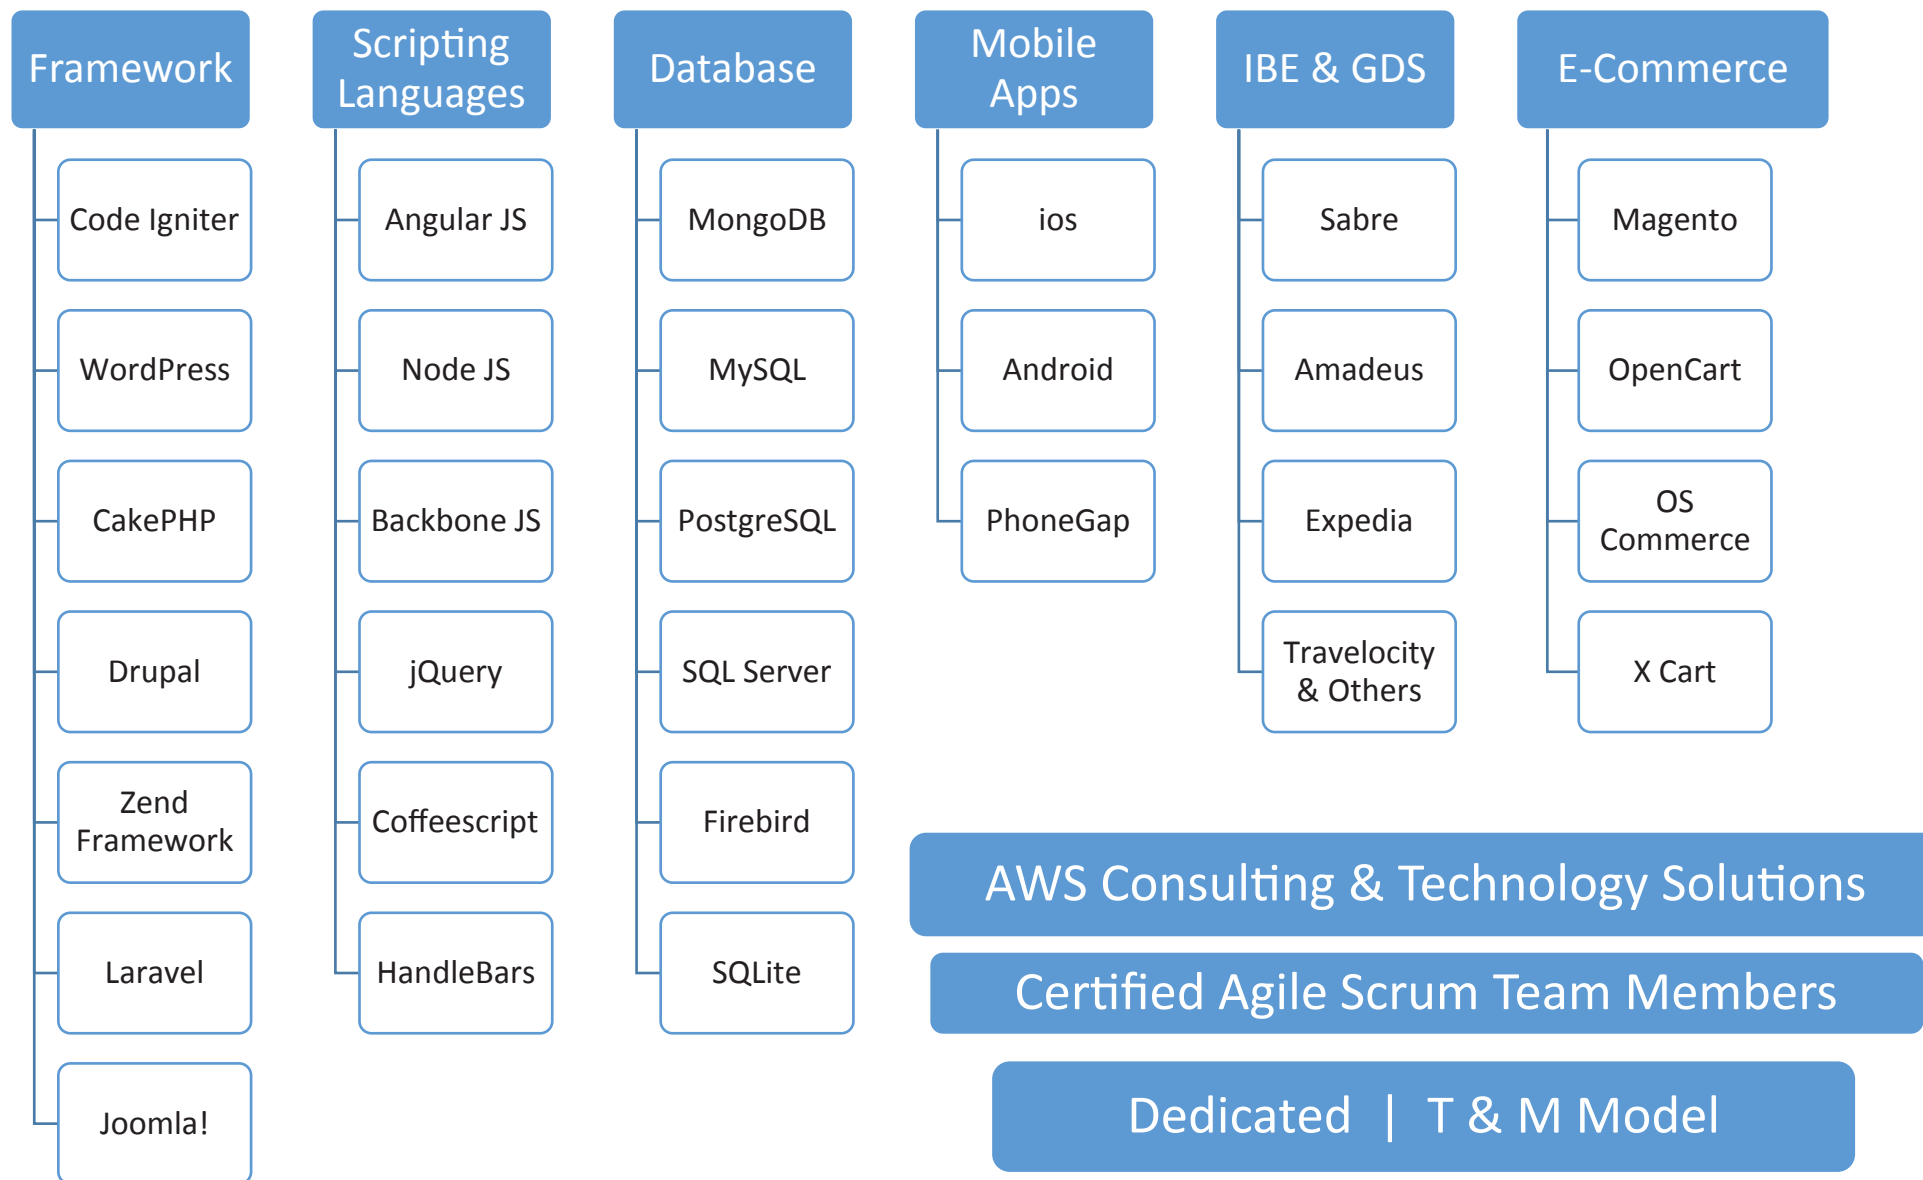 Framework
Code Igniter
WordPress
CakePHP
Drupal
Zend
Framework
Laravel
Joomla!
Scripting
Languages
Angular JS
Node JS
Backbone JS
jQuery
Coffeescript
HandleBars
Database
MongoDB
MySQL
PostgreSQL
SQL Server
Firebird
SQLite
Mobile
Apps
ios
Android
PhoneGap
IBE & GDS
Sabre
Amadeus
Expedia
Travelocity
& Others
E-Commerce
Magento
OpenCart
OS
Commerce
X Cart
AWS Consulting & Technology Solutions
Certified Agile Scrum Team Members
Dedicated | T & M Model